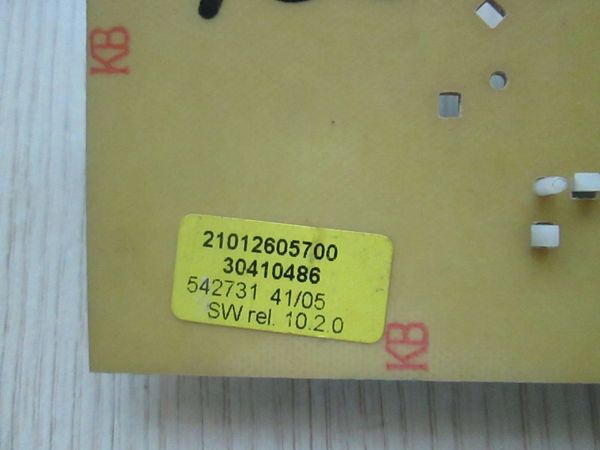 KB
21012605700
30410486
542731 41/05
SW rel. 10.2.0
KB